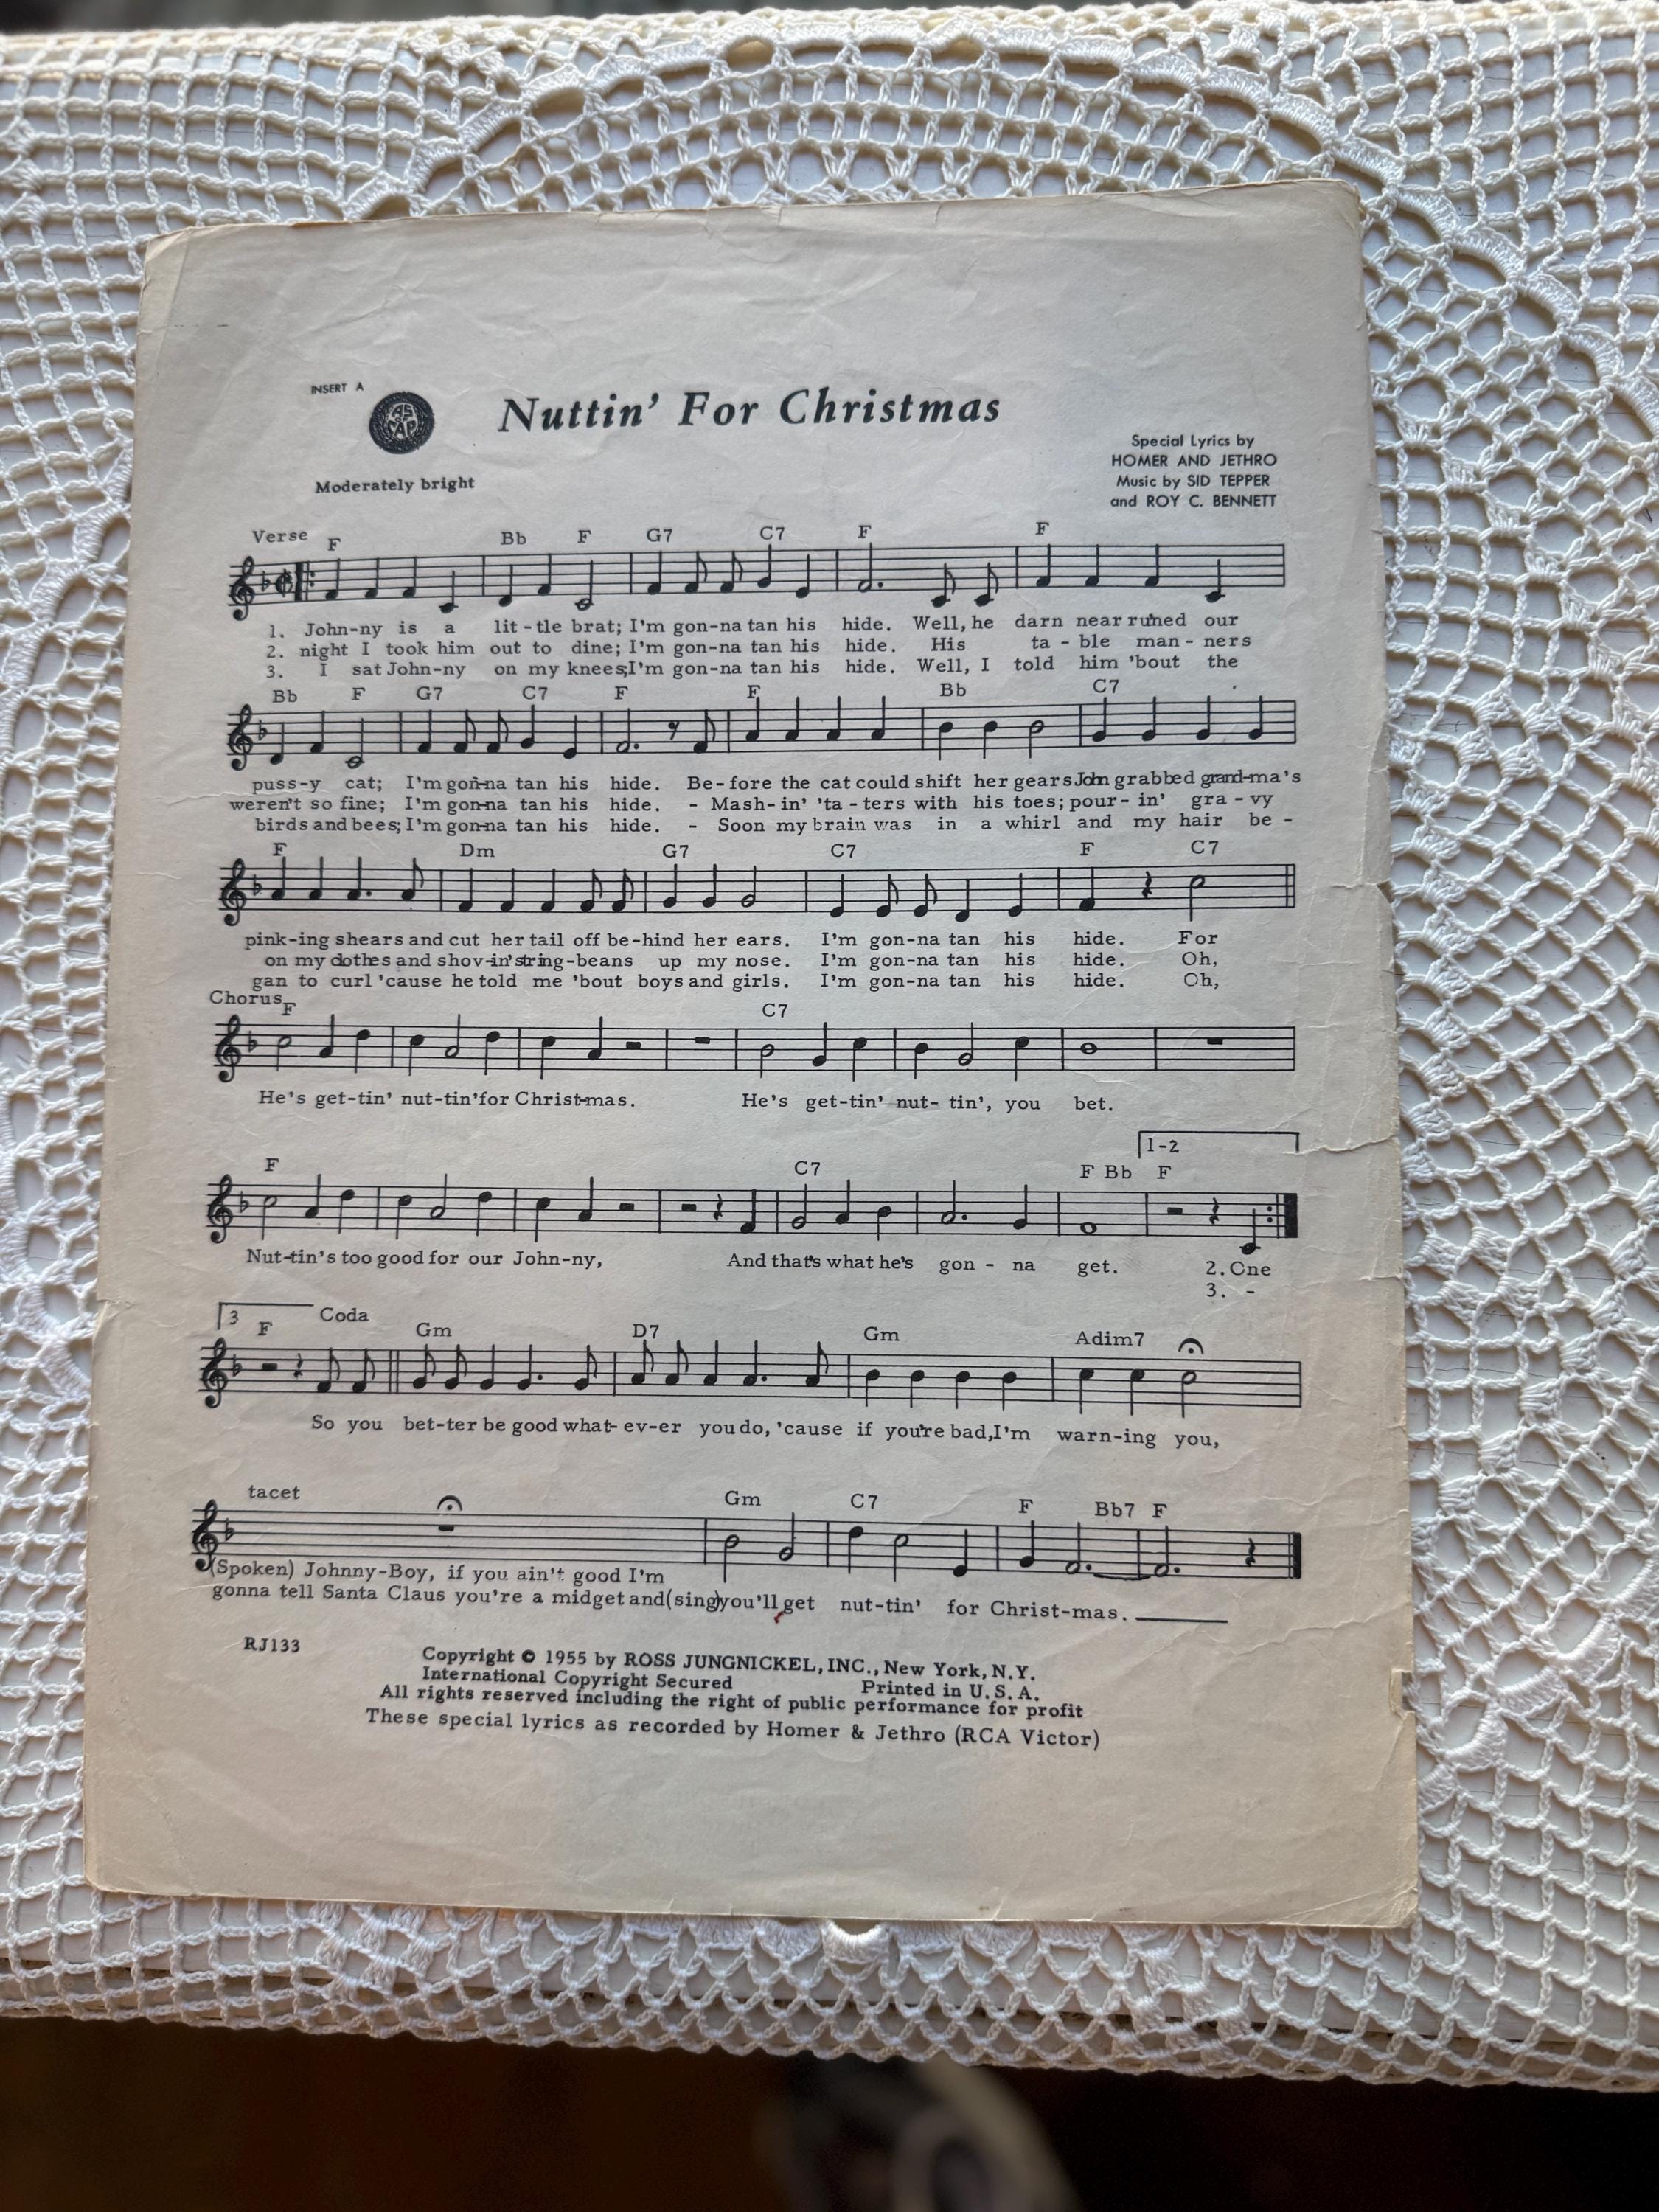 INSERT A
ASCAP
Nuttin' For Christmas
Special Lyrics by
HOMER AND JETHRO
Music by SID TEPPER
and ROY C. BENNETT
Moderately bright
Verse F Bb F G7 C7 F F
1. John-ny is a lit-tle brat; I'm gon-na tan his hide. Well, he darn near ruined our
2. night I took him out to dine; I'm gon-na tan his hide. His ta-ble man-ners
3. I sat John-ny on my knees; I'm gon-na tan his hide. Well, I told him 'bout the
Bb F G7 C7 F F Bb C7
puss-y cat; I'm gon-na tan his hide. Be-fore the cat could shift her gears John grabbed grand-ma's
weren't so fine; I'm gon-na tan his hide. - Mash-in' 'ta-ters with his toes; pour-in' gra-vy
birds and bees; I'm gon-na tan his hide. - Soon my brain was in a whirl and my hair be -
F Dm G7 C7 F C7
pink-ing shears and cut her tail off be-hind her ears. I'm gon-na tan his hide. For
on my clothes and shov-in' string-beans up my nose. I'm gon-na tan his hide. Oh,
gan to curl 'cause he told me 'bout boys and girls. I'm gon-na tan his hide. Oh,
Chorus F C7
He's get-tin' nut-tin' for Christ-mas. He's get-tin' nut-tin', you bet.
1-2
F C7 F Bb F
Nut-tin's too good for our John-ny, And that's what he's gon - na get. 2. One
3. -
3 F Coda Gm D7 Gm Adim7
So you bet-ter be good what-ev-er you do, 'cause if you're bad, I'm warn-ing you,
tacet Gm C7 F Bb7 F
(Spoken) Johnny-Boy, if you ain't good I'm
gonna tell Santa Claus you're a midget and (sing) you'll get nut-tin' for Christ-mas.
RJ133
Copyright © 1955 by ROSS JUNGNICKEL, INC., New York, N.Y.
International Copyright Secured Printed in U.S.A.
All rights reserved including the right of public performance for profit
These special lyrics as recorded by Homer & Jethro (RCA Victor)